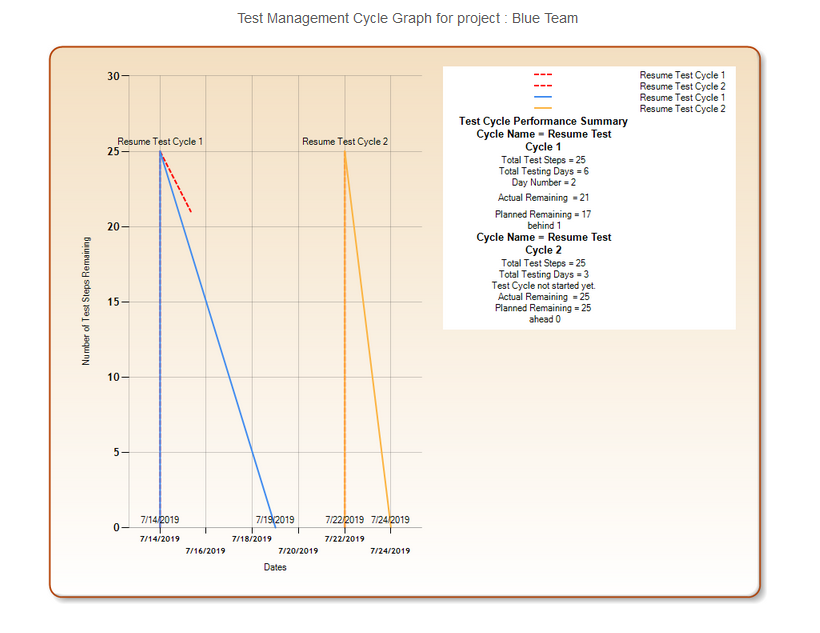 Test Management Cycle Graph for project : Blue Team
30
25
20
15
10
5
0
Number of Test Steps Remaining
Resume Test Cycle 1
Resume Test Cycle 2
7/14/2019
7/19/2019
7/22/2019
7/24/2019
7/14/2019
7/16/2019
7/18/2019
7/20/2019
7/22/2019
7/24/2019
Dates
Resume Test Cycle 1
Resume Test Cycle 2
Resume Test Cycle 1
Resume Test Cycle 2
Test Cycle Performance Summary
Cycle Name = Resume Test
Cycle 1
Total Test Steps = 25
Total Testing Days = 6
Day Number = 2
Actual Remaining = 21
Planned Remaining = 17
behind 1
Cycle Name = Resume Test
Cycle 2
Total Test Steps = 25
Total Testing Days = 3
Test Cycle not started yet.
Actual Remaining = 25
Planned Remaining = 25
ahead 0